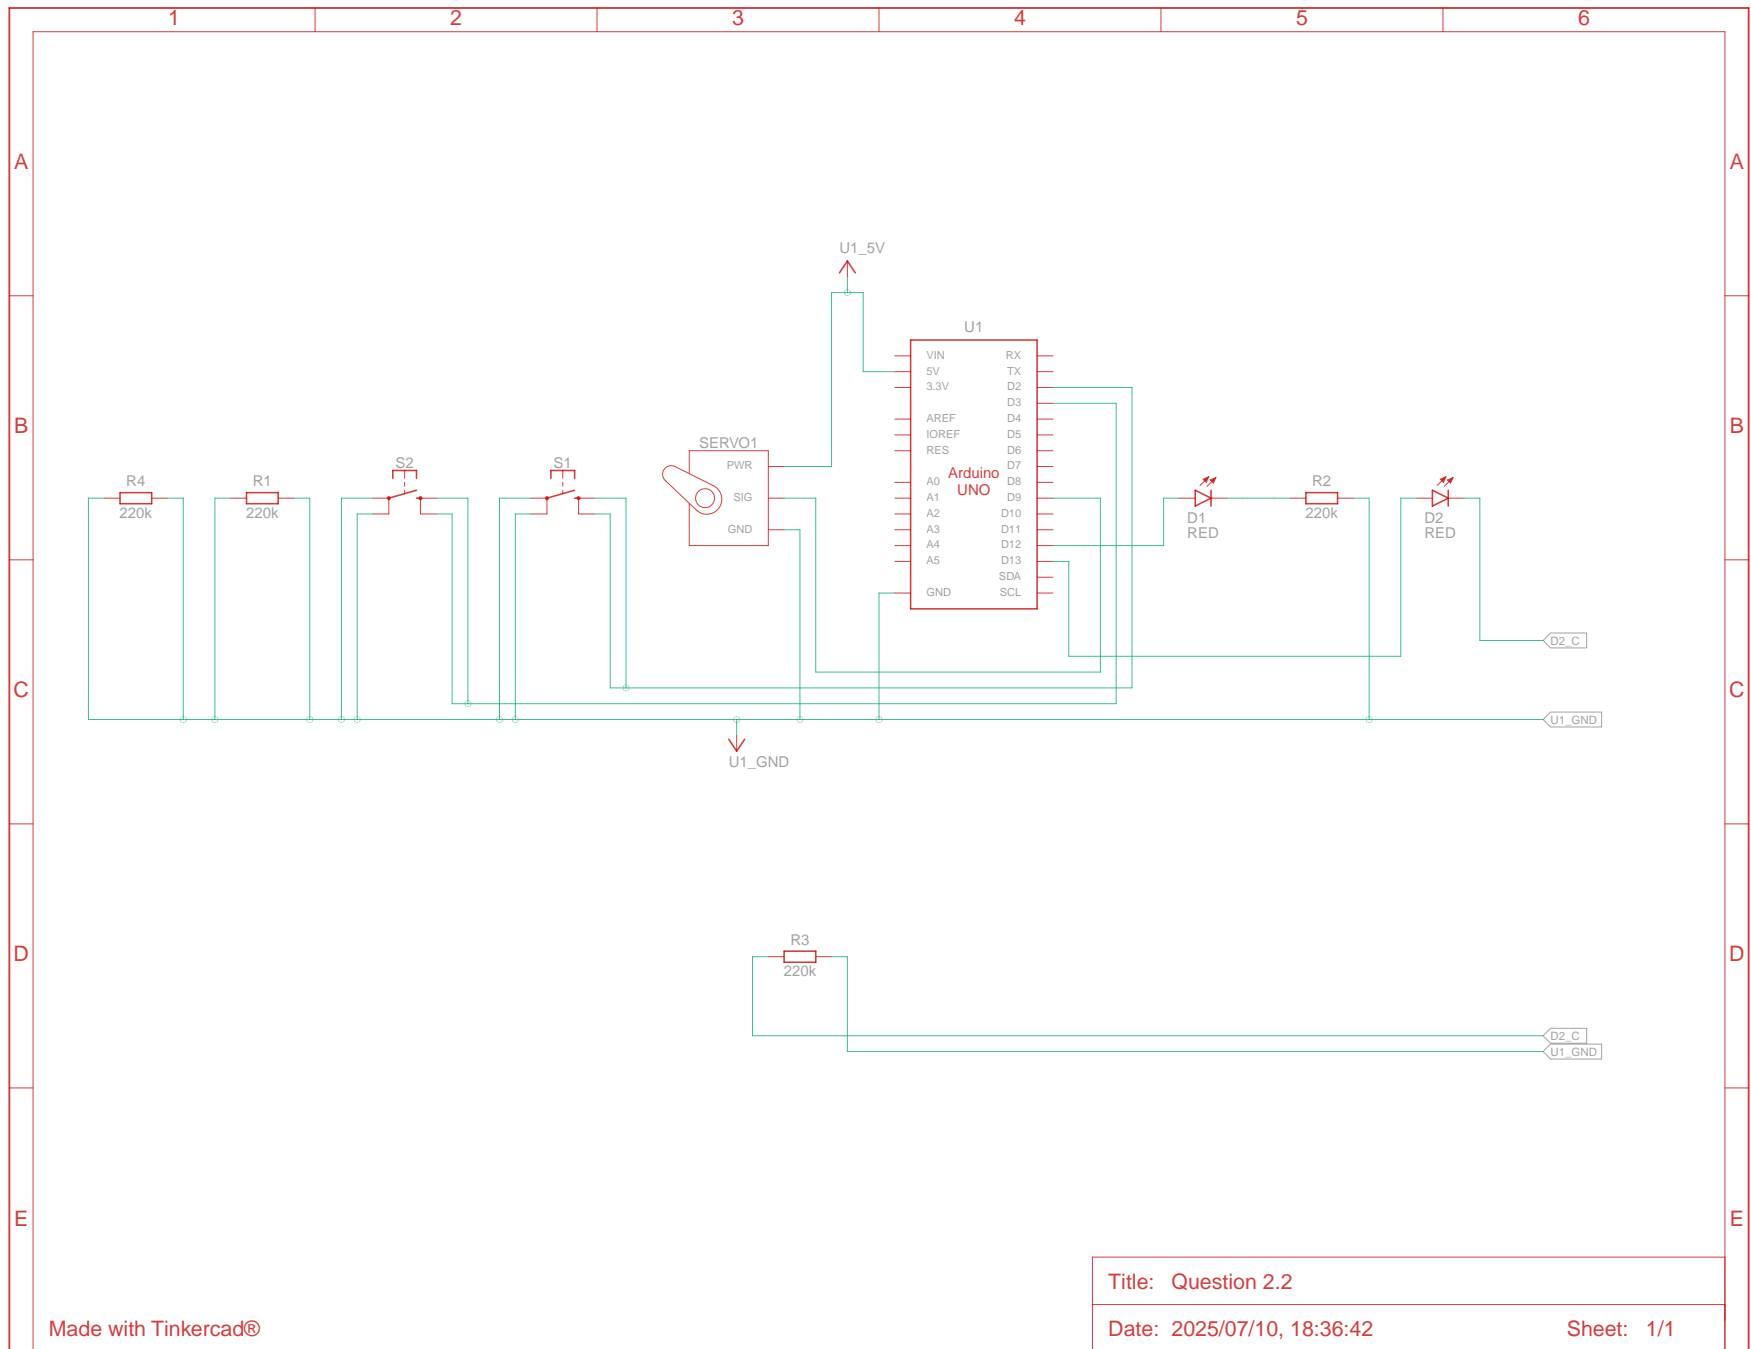 1 2 3 4 5 6
A A
U1_5V
U1
B B
VIN RX
5V TX
3.3V D2
D3
AREF D4
IOREF D5
RES D6
D7
A0 D8
A1 D9
A2 D10
A3 D11
A4 D12
A5 D13
SDA
GND SCL
Arduino
UNO
SERVO1
PWR
SIG
GND
R4
220k
R1
220k
S2
S1
D1
RED
R2
220k
D2
RED
D2_C
C C
U1_GND
U1_GND
D D
R3
220k
D2_C
U1_GND
E E
Title: Question 2.2
Made with Tinkercad®
Date: 2025/07/10, 18:36:42 Sheet: 1/1